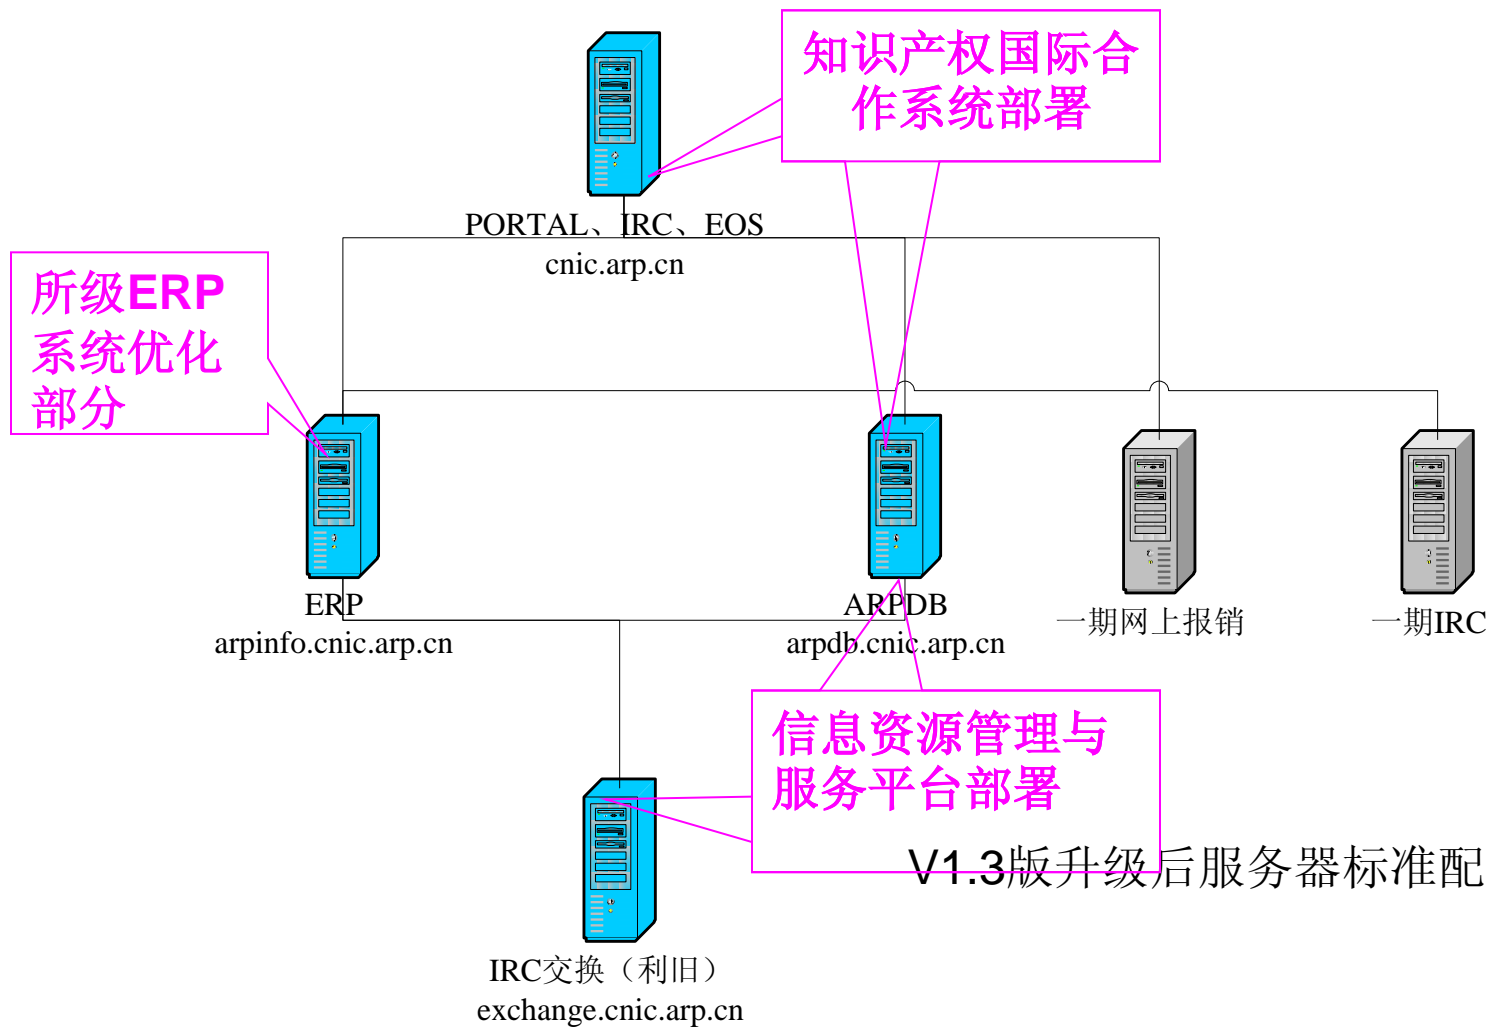 知识产权国际合
作系统部署
PORTAL、IRC、EOS
cnic.arp.cn
所级ERP
系统优化
部分
ERP
arpinfo.cnic.arp.cn
ARPDB
arpdb.cnic.arp.cn
一期网上报销
一期IRC
信息资源管理与
服务平台部署
V1.3版升级后服务器标准配
IRC交换（利旧）
exchange.cnic.arp.cn